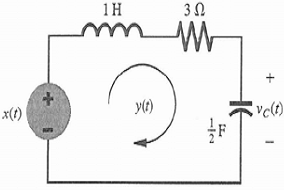 1 H 3 Ω
+
x(t) + − y(t) v_C(t)
½ F
−